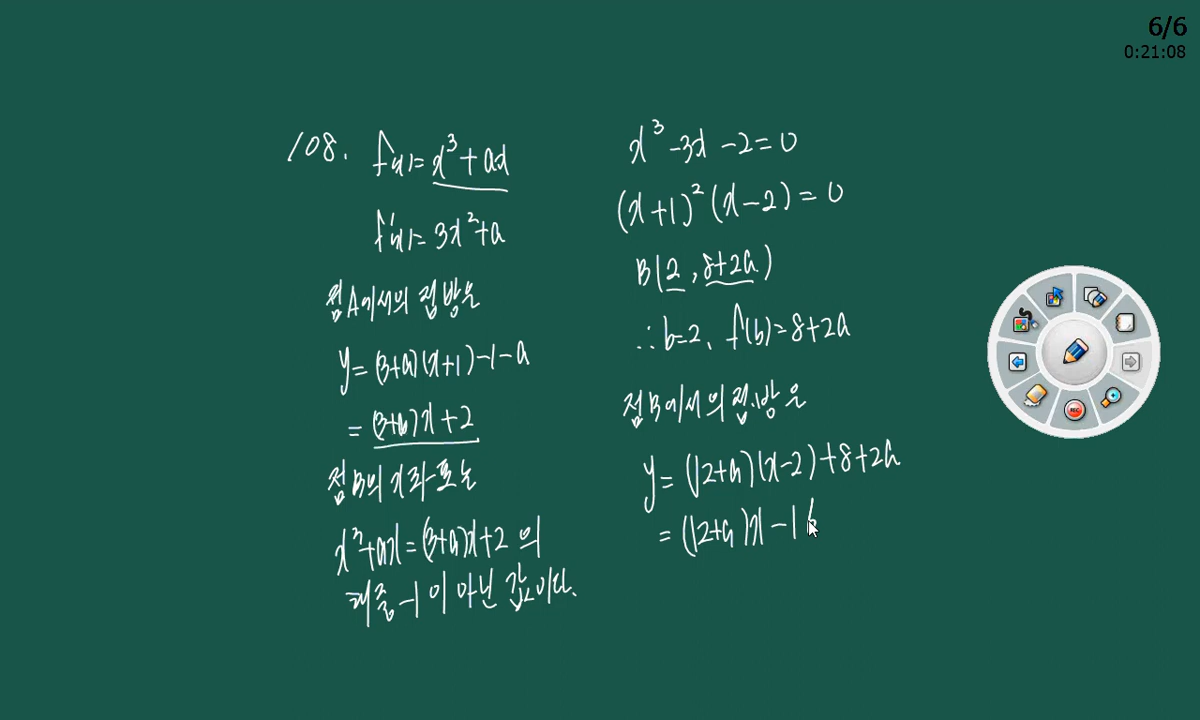 6/6
0:21:08
108. f(x)=x³+ax
f'(x)=3x²+a
점A에서의 접방은
y=(3+a)(x+1)-1-a
=(3+a)x+2
점B의 x좌표는
x³+ax=(3+a)x+2 의
해중 -1이 아닌 값이다.
x³-3x-2=0
(x+1)²(x-2)=0
B(2, 8+2a)
∴ b=2, f(b)=8+2a
점B에서의 접방은
y=(12+a)(x-2)+8+2a
=(12+a)x-16
REC